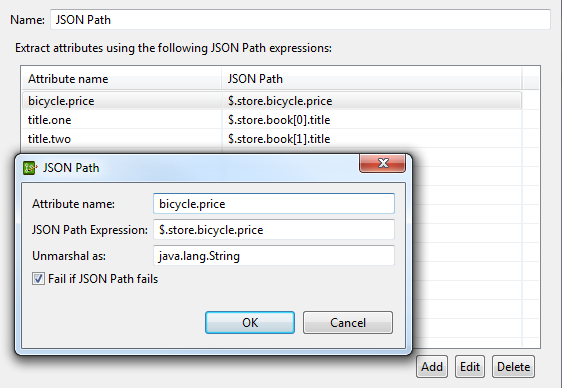 Name: JSON Path
Extract attributes using the following JSON Path expressions:
Attribute name JSON Path
bicycle.price $.store.bicycle.price
title.one $.store.book[0].title
title.two $.store.book[1].title
JSON Path
Attribute name: bicycle.price
JSON Path Expression: $.store.bicycle.price
Unmarshal as: java.lang.String
Fail if JSON Path fails
OK Cancel
Add Edit Delete